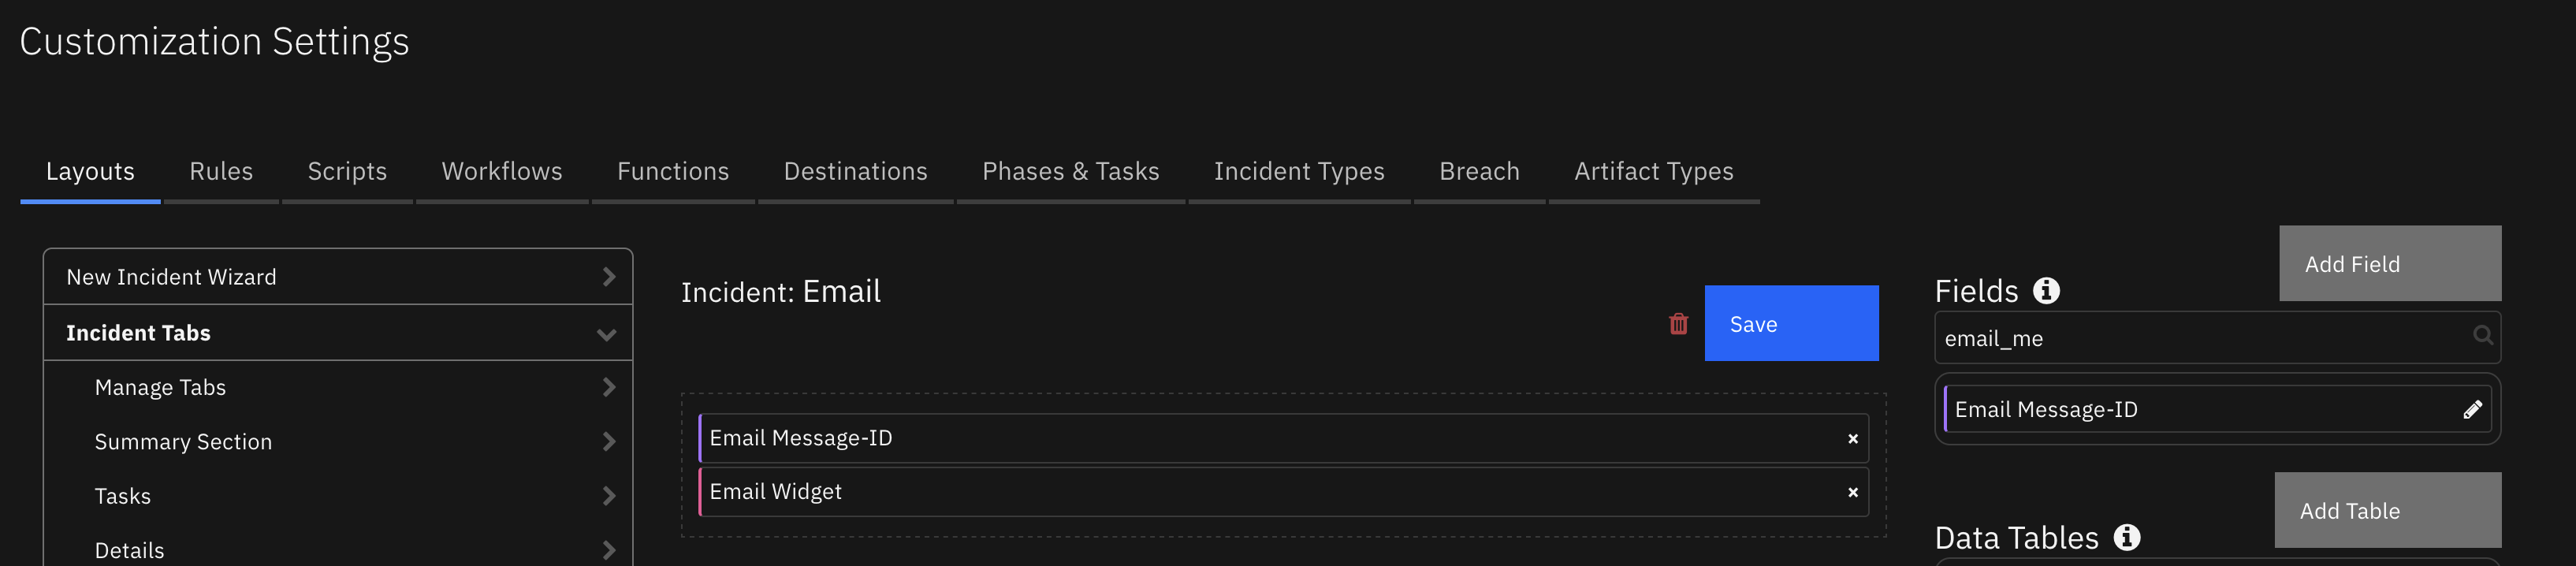 Customization Settings
Layouts
Rules
Scripts
Workflows
Functions
Destinations
Phases & Tasks
Incident Types
Breach
Artifact Types
New Incident Wizard
Incident Tabs
Manage Tabs
Summary Section
Tasks
Details
Incident: Email
Save
Email Message-ID
Email Widget
Add Field
Fields
email_me
Email Message-ID
Add Table
Data Tables